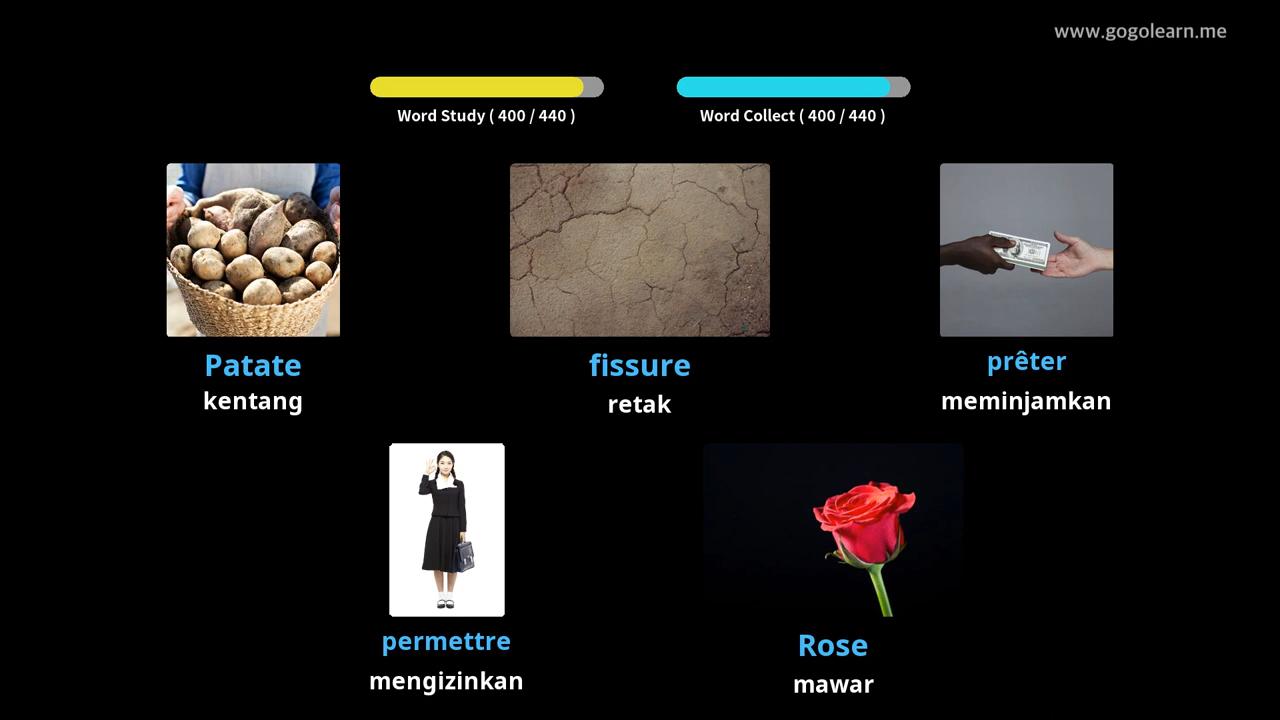 www.gogolearn.me
Word Study ( 400 / 440 )
Word Collect ( 400 / 440 )
Patate
kentang
fissure
retak
prêter
meminjamkan
permettre
mengizinkan
Rose
mawar